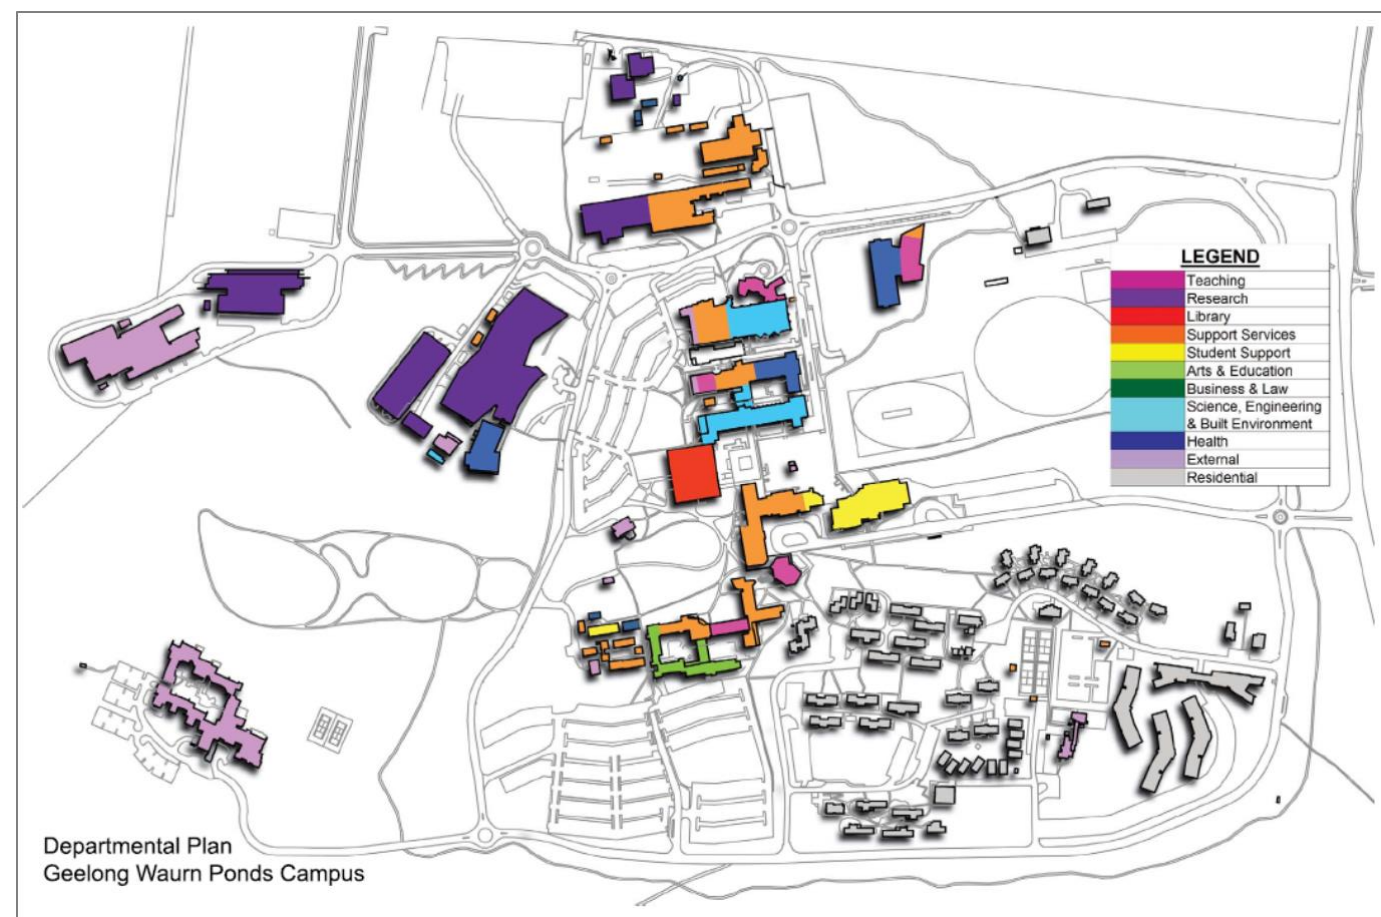 LEGEND
Teaching
Research
Library
Support Services
Student Support
Arts & Education
Business & Law
Science, Engineering
& Built Environment
Health
External
Residential
Departmental Plan
Geelong Waurn Ponds Campus